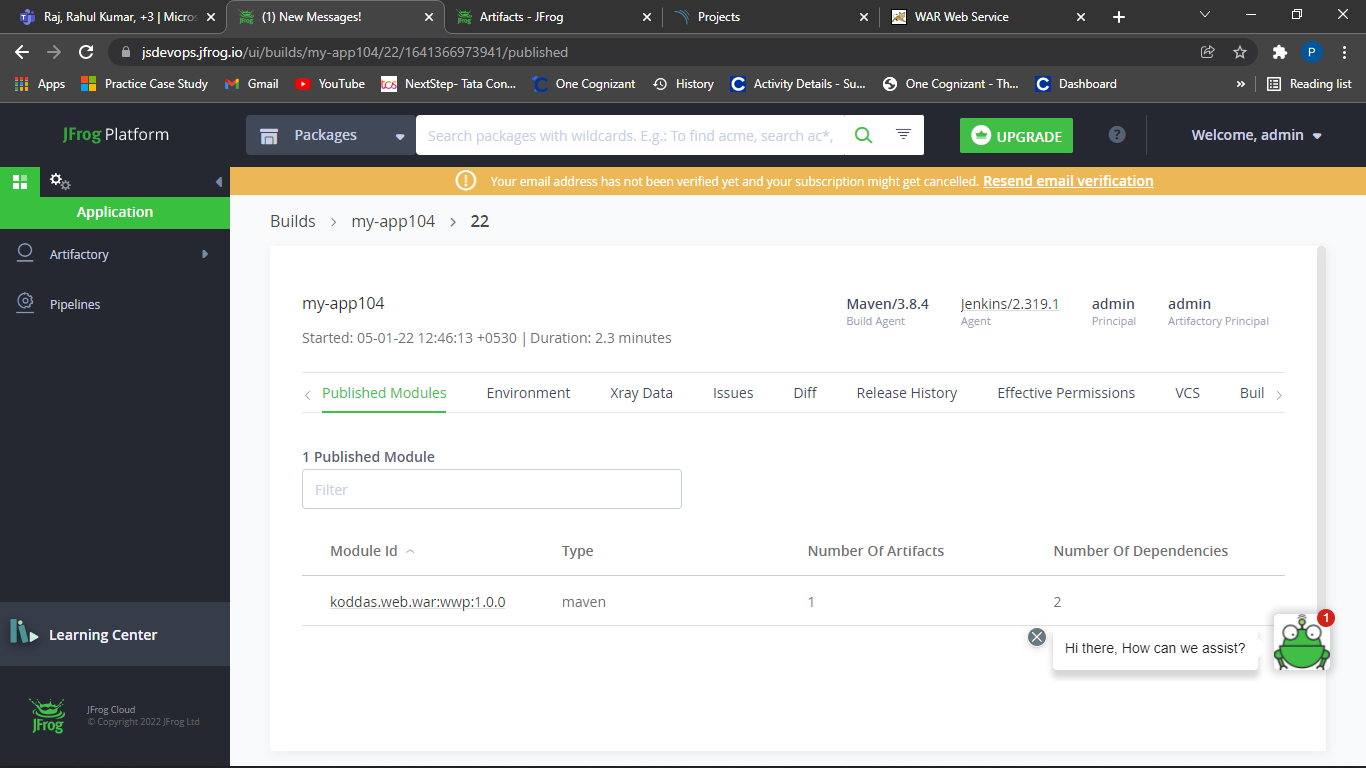 Raj, Rahul Kumar, +3 | Micros
(1) New Messages!
Artifacts - JFrog
Projects
WAR Web Service
jsdevops.jfrog.io/ui/builds/my-app104/22/1641366973941/published
P
Apps
Practice Case Study
Gmail
YouTube
NextStep- Tata Con...
One Cognizant
History
Activity Details - Su...
One Cognizant - Th...
Dashboard
»
Reading list
JFrog Platform
Packages
Search packages with wildcards. E.g.: To find acme, search ac*,
UPGRADE
?
Welcome, admin
Your email address has not been verified yet and your subscription might get cancelled. Resend email verification
Application
Artifactory
Pipelines
Learning Center
JFrog
JFrog Cloud
© Copyright 2022 JFrog Ltd
Builds > my-app104 > 22
my-app104
Started: 05-01-22 12:46:13 +0530 | Duration: 2.3 minutes
Maven/3.8.4
Build Agent
Jenkins/2.319.1
Agent
admin
Principal
admin
Artifactory Principal
Published Modules
Environment
Xray Data
Issues
Diff
Release History
Effective Permissions
VCS
Buil
1 Published Module
Filter
Module Id
Type
Number Of Artifacts
Number Of Dependencies
koddas.web.war:wwp:1.0.0
maven
1
2
Hi there, How can we assist?
1